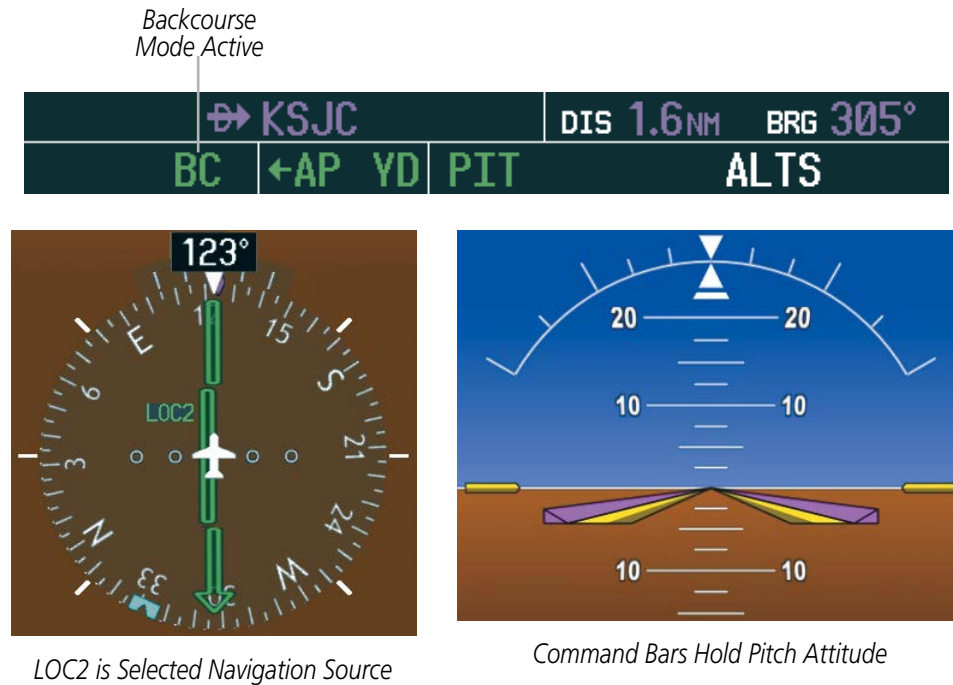 Backcourse
Mode Active
D KSJC DIS 1.6NM BRG 305°
BC ←AP YD PIT ALTS
123°
15
E
S
6
LOC2
3
21
24
N
W
33
20 20
10 10
10 10
LOC2 is Selected Navigation Source
Command Bars Hold Pitch Attitude